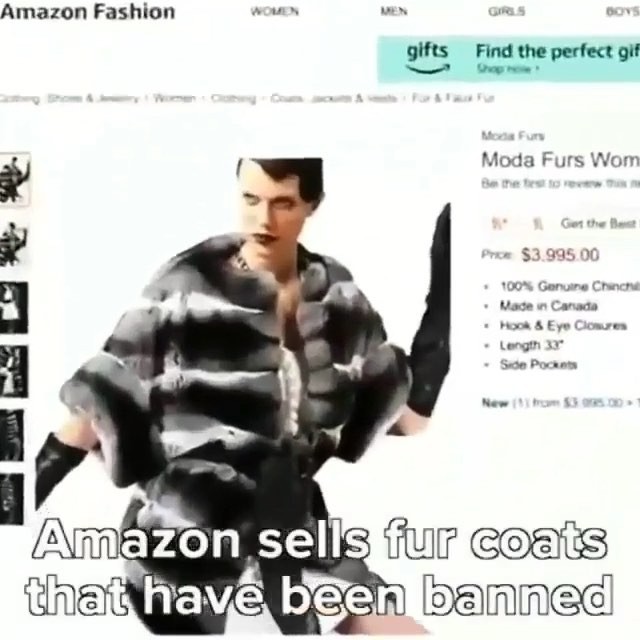 Amazon Fashion
WOMEN
MEN
GIRLS
BOYS
gifts
Find the perfect gif
Shop now ›
Clothing, Shoes & Jewelry › Women › Clothing › Coats, Jackets & Vests › Fur & Faux Fur
Moda Furs
Moda Furs Wom
Be the first to review this
Get the Best
Price: $3,995.00
• 100% Genuine Chinchil
• Made in Canada
• Hook & Eye Closures
• Length 33"
• Side Pockets
New (1) from $3,995.00
Amazon sells fur coats
that have been banned